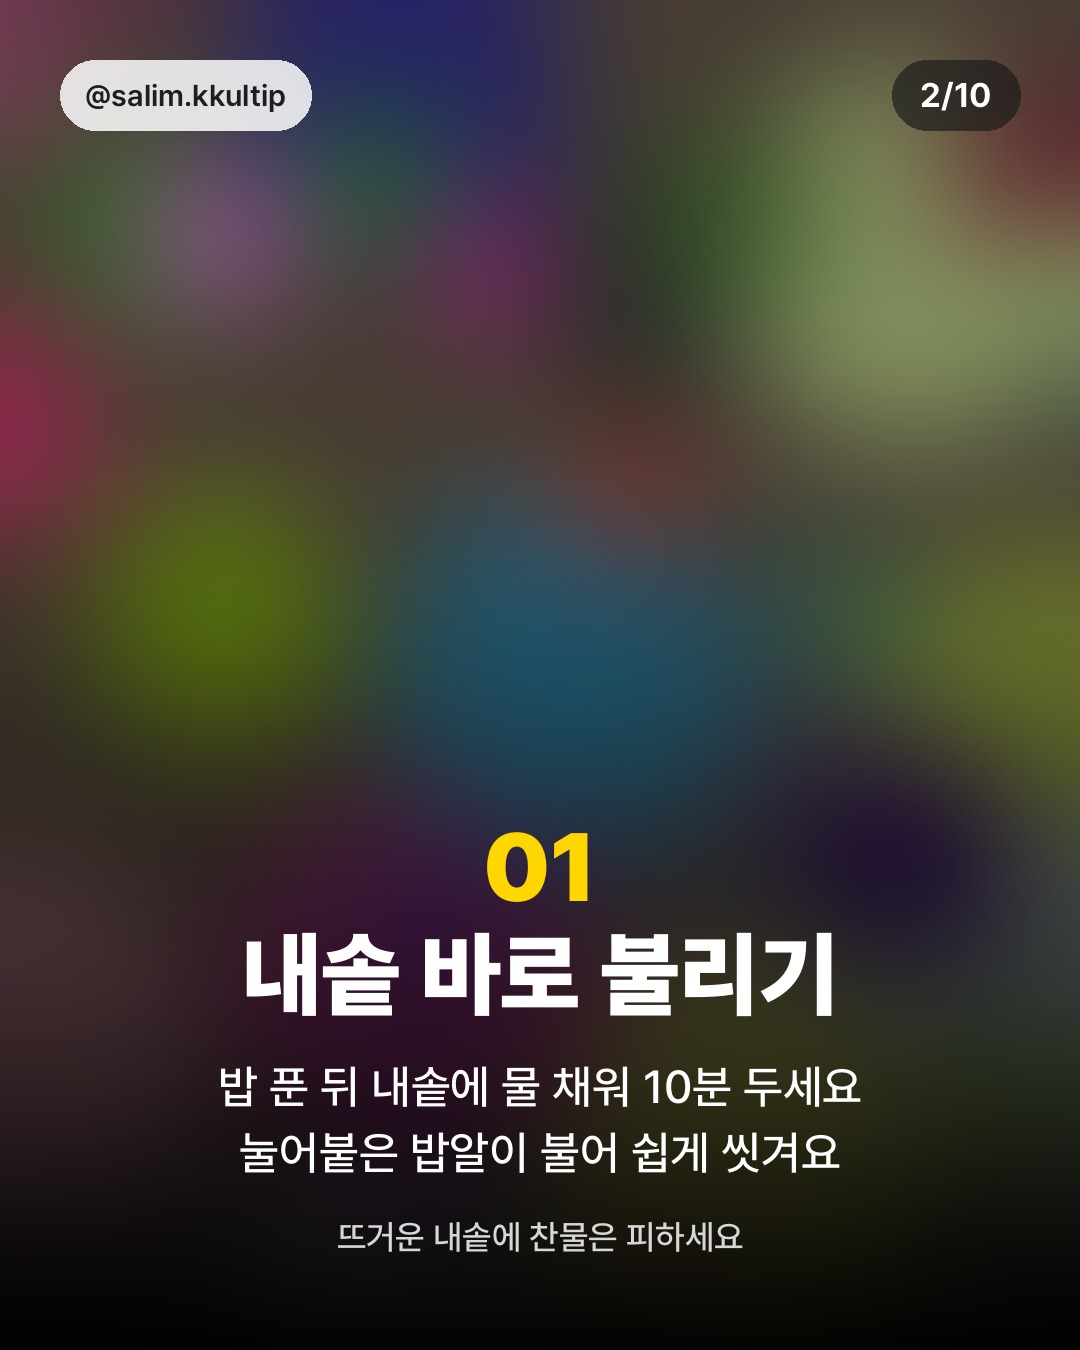 @salim.kkultip
2/10
01
내솥 바로 불리기
밥 푼 뒤 내솥에 물 채워 10분 두세요
눌어붙은 밥알이 불어 쉽게 씻겨요
뜨거운 내솥에 찬물은 피하세요